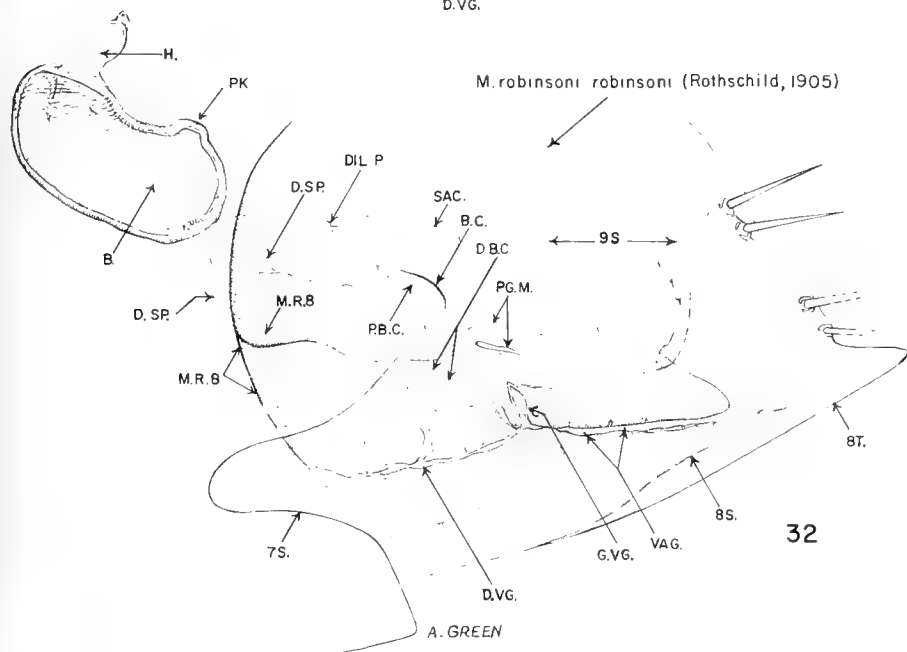 D.VG.
H.
PK
M. robinsoni robinsoni (Rothschild, 1905)
DIL P
D.SP.
SAC.
B.C.
D B.C
9S
B.
P.B.C.
PG.M.
D. SP.
M.R.8
M.R.8
8T.
8S.
32
7S.
G.VG.
VAG.
D.VG.
A. GREEN